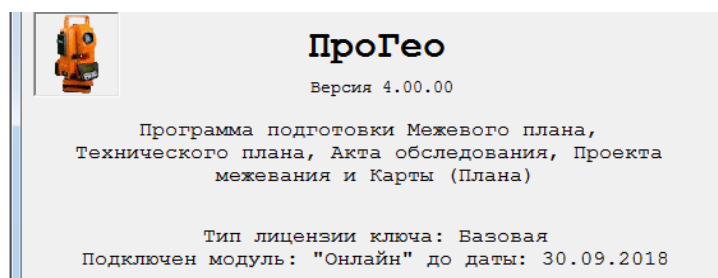 ПроГео
Версия 4.00.00
Программа подготовки Межевого плана,
Технического плана, Акта обследования, Проекта
межевания и Карты (Плана)
Тип лицензии ключа: Базовая
Подключен модуль: "Онлайн" до даты: 30.09.2018